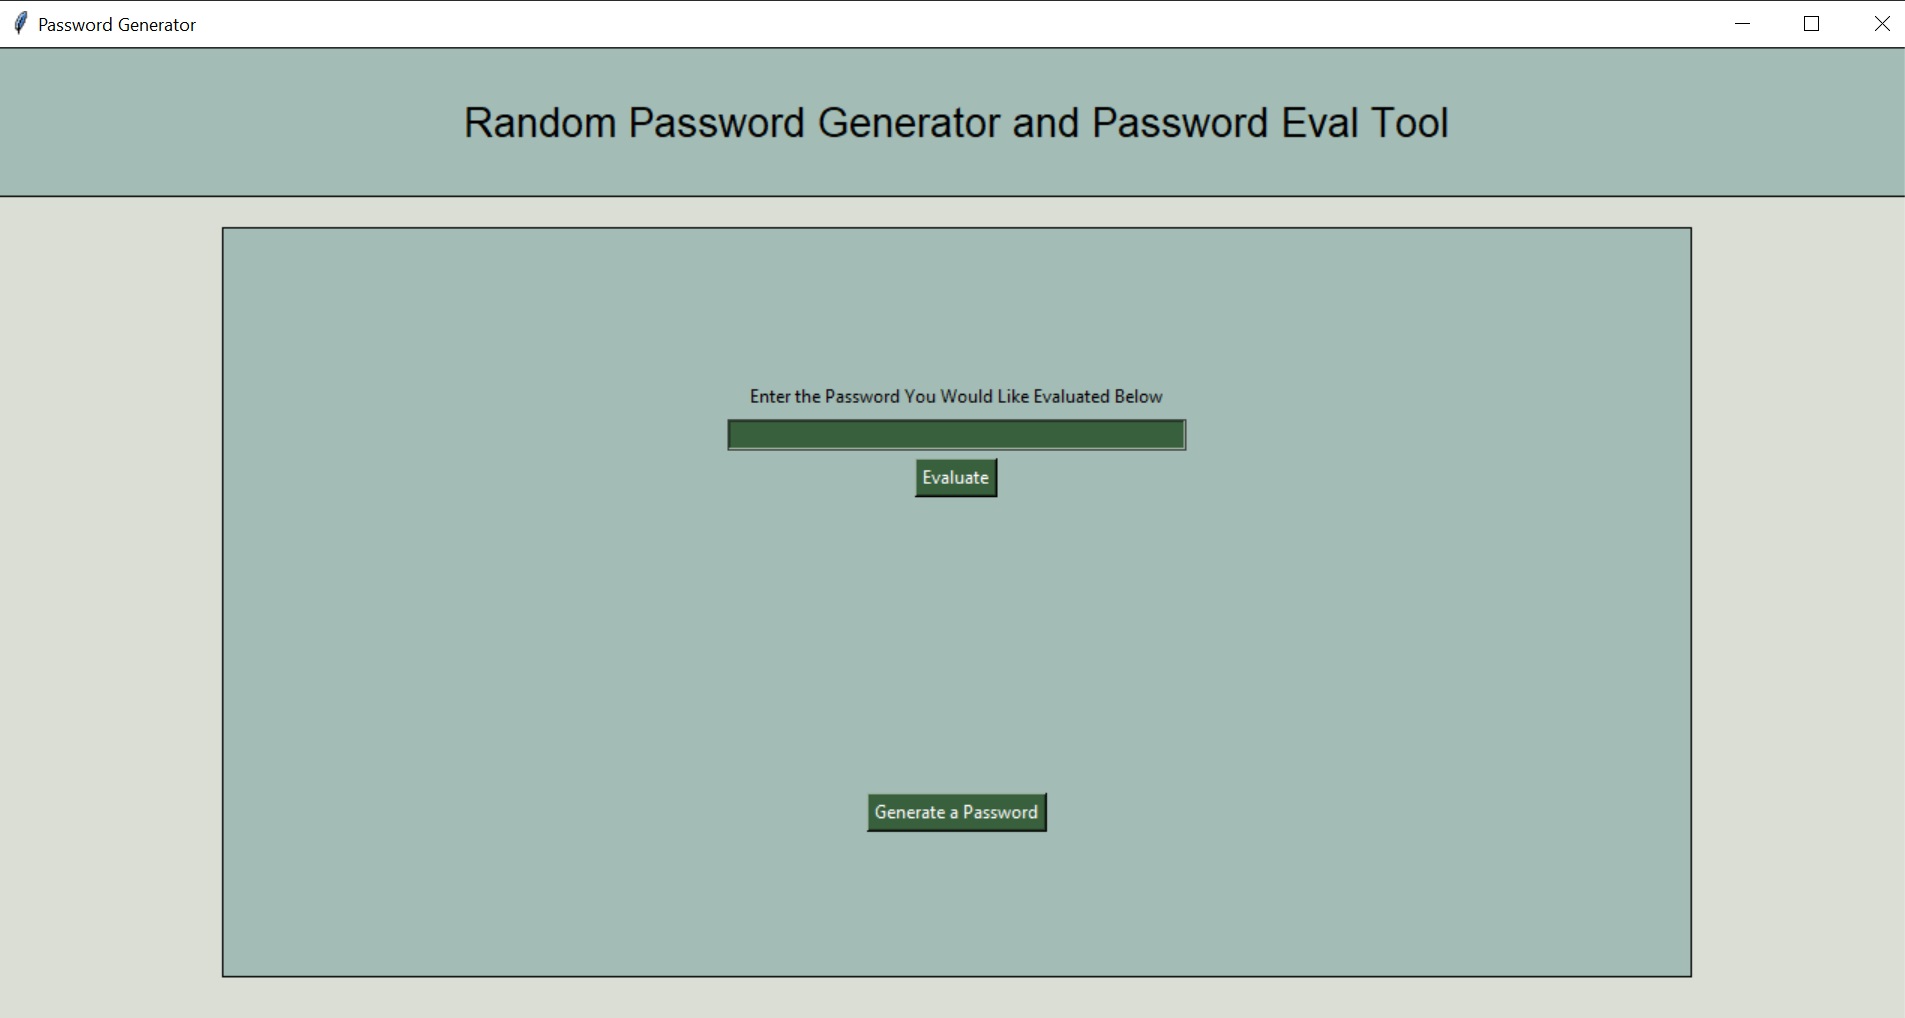 Password Generator
Random Password Generator and Password Eval Tool
Enter the Password You Would Like Evaluated Below
Evaluate
Generate a Password